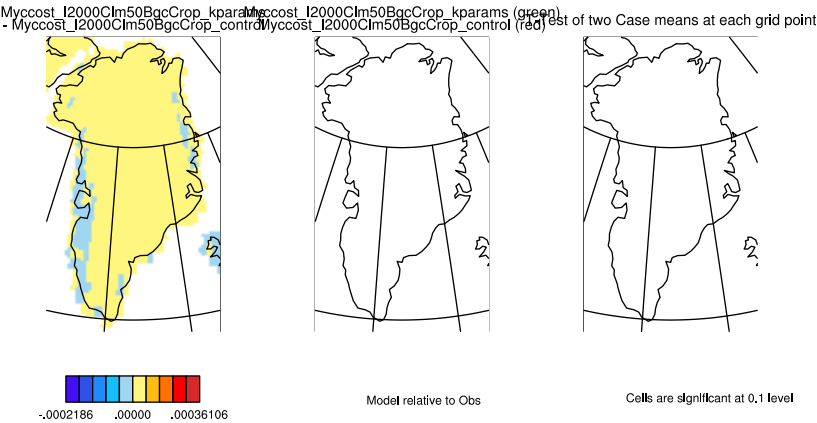 Myccost_I2000Clm50BgcCrop_kparams
- Myccost_I2000Clm50BgcCrop_control
Myccost_I2000Clm50BgcCrop_kparams (green)
Myccost_I2000Clm50BgcCrop_control (red)
T-Test of two Case means at each grid point
Model relative to Obs
Cells are significant at 0.1 level
-.0002186 .00000 .00036106